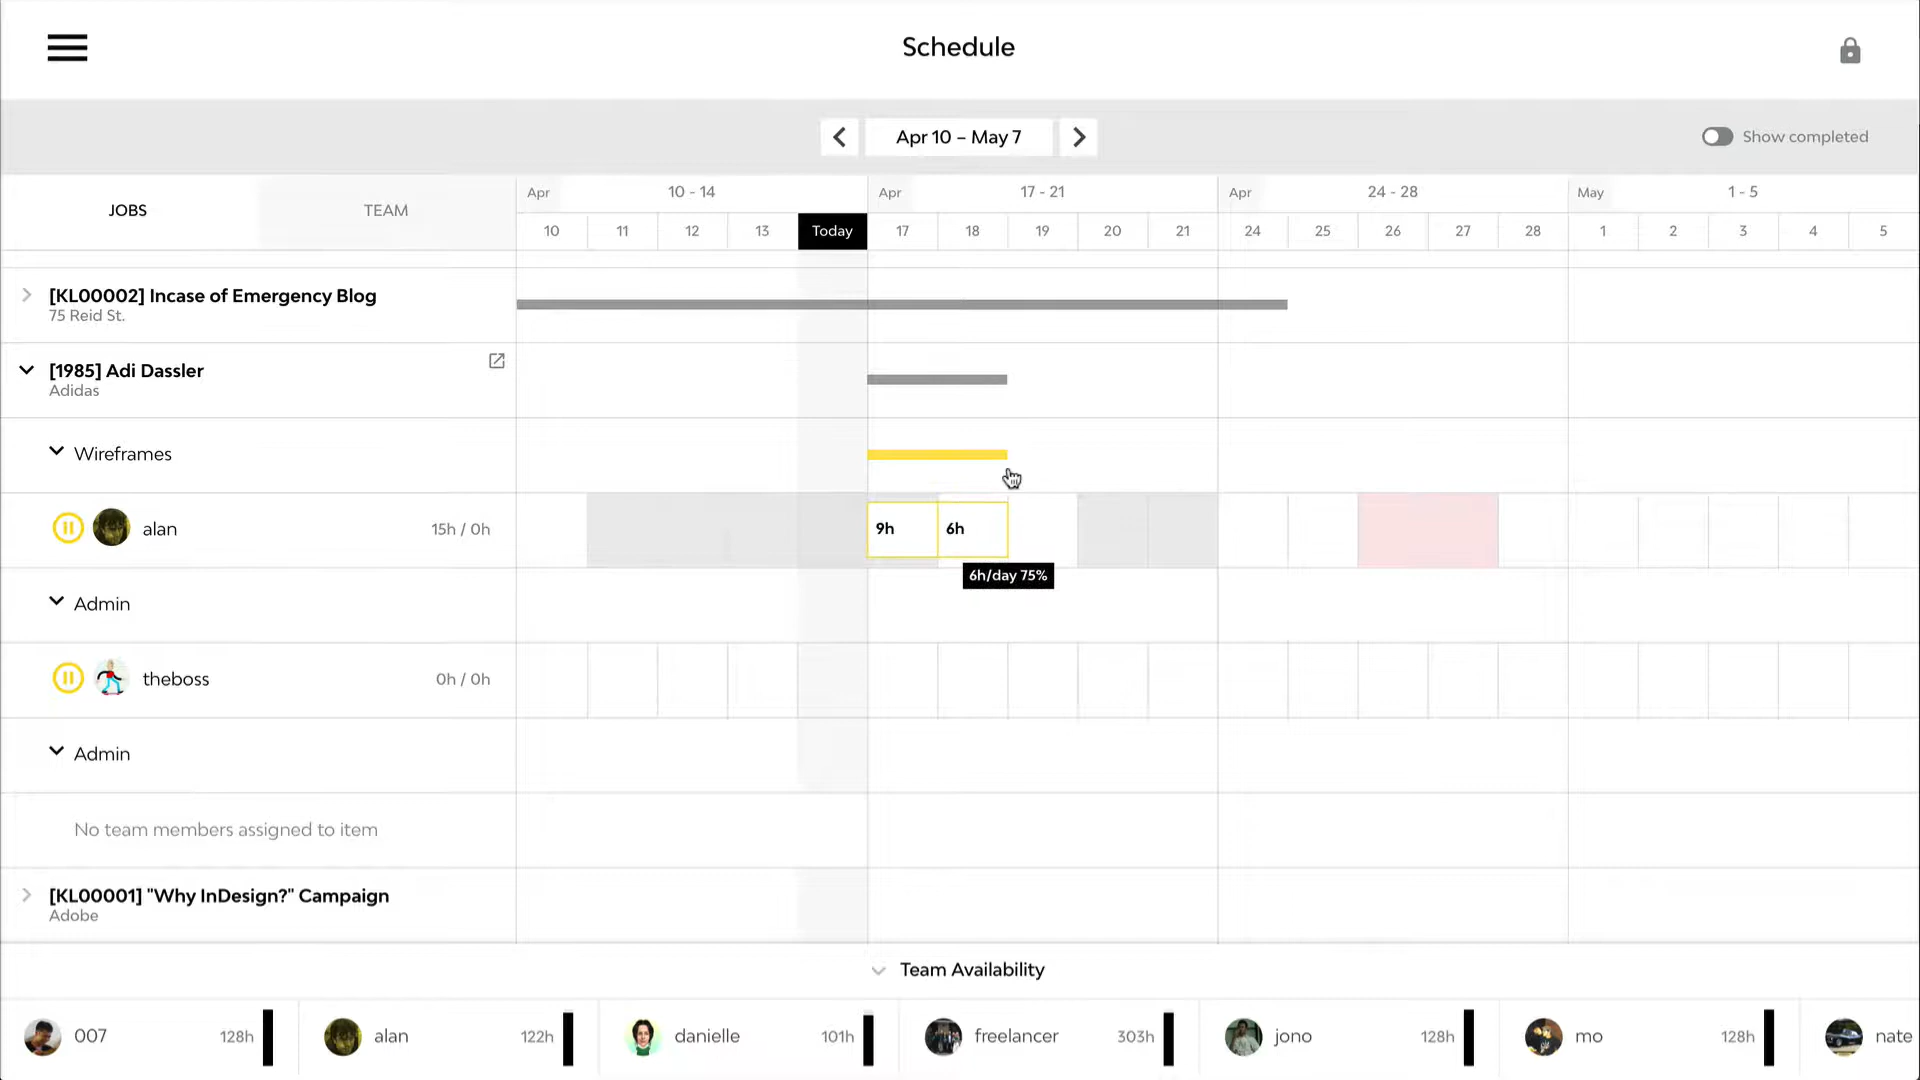 Schedule
Apr 10 – May 7
Show completed
JOBS
TEAM
Apr 10 - 14
Apr 17 - 21
Apr 24 - 28
May 1 - 5
10 11 12 13 Today 17 18 19 20 21 24 25 26 27 28 1 2 3 4 5
[KL00002] Incase of Emergency Blog
75 Reid St.
[1985] Adi Dassler
Adidas
Wireframes
alan 15h / 0h 9h 6h
6h/day 75%
Admin
theboss 0h / 0h
Admin
No team members assigned to item
[KL00001] "Why InDesign?" Campaign
Adobe
Team Availability
007 128h alan 122h danielle 101h freelancer 303h jono 128h mo 128h nate